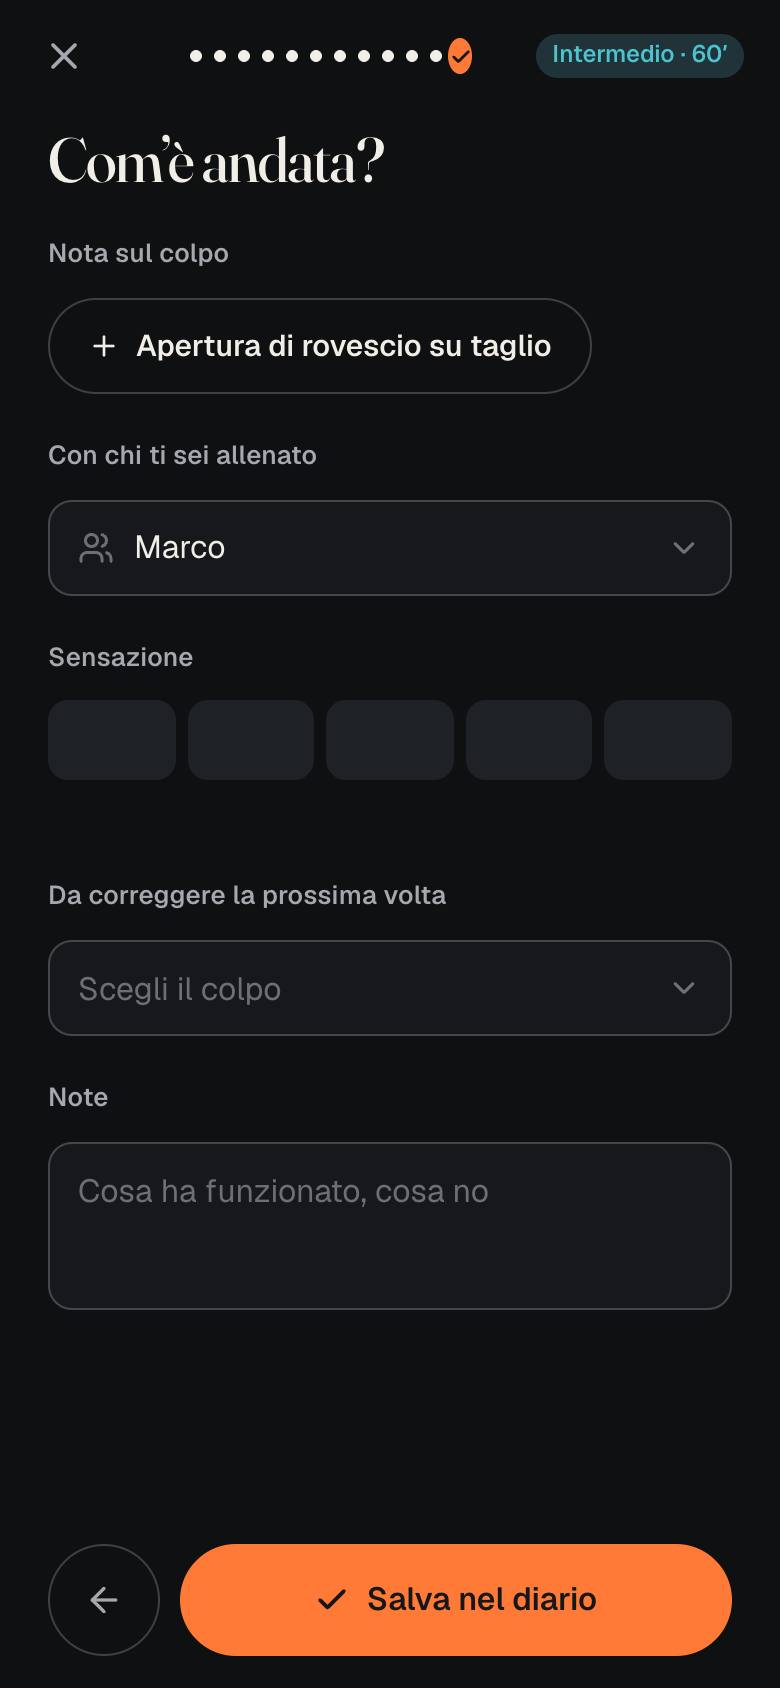 Intermedio · 60′
Com'è andata?
Nota sul colpo
Apertura di rovescio su taglio
Con chi ti sei allenato
Marco
Sensazione
Da correggere la prossima volta
Scegli il colpo
Note
Cosa ha funzionato, cosa no
Salva nel diario